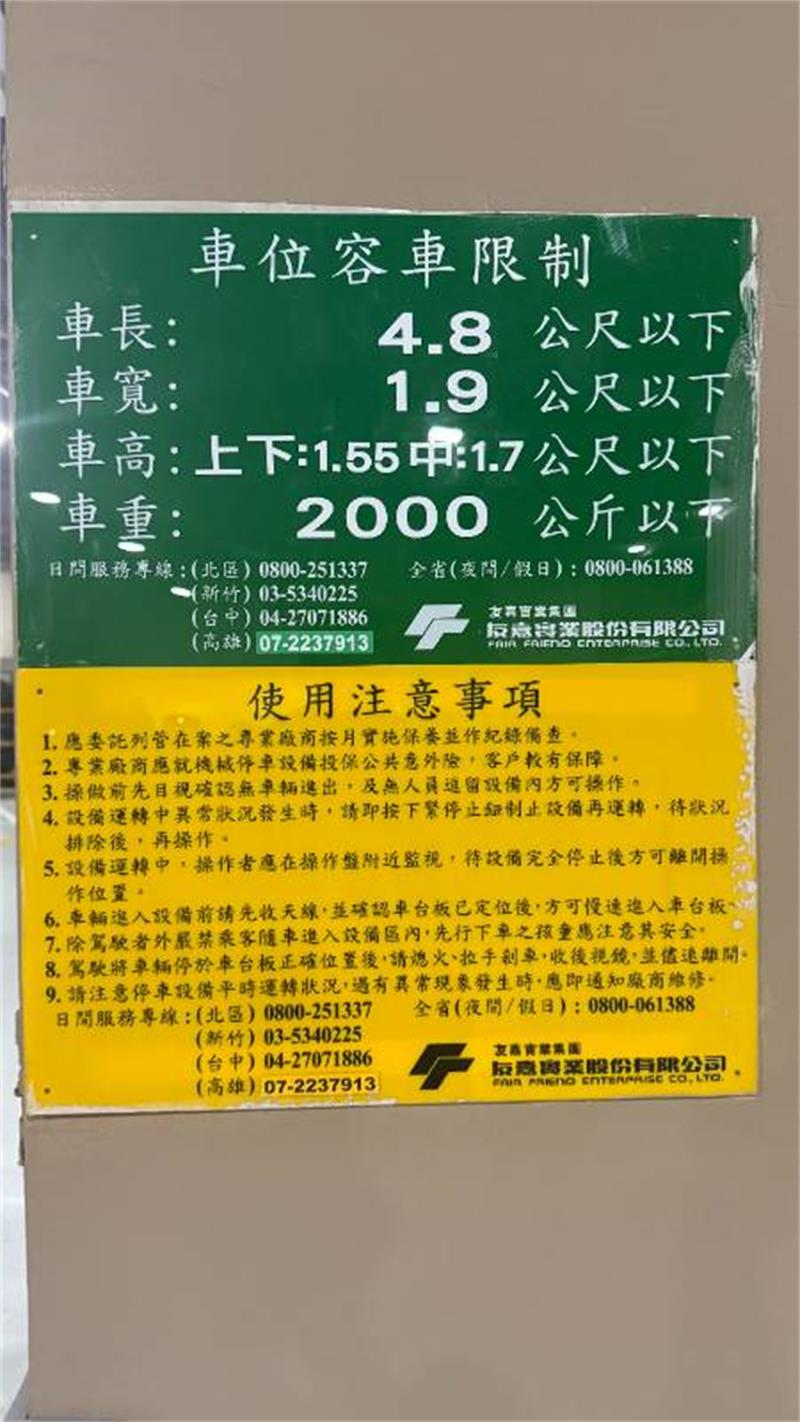 車位容車限制
車長: 4.8 公尺以下
車寬: 1.9 公尺以下
車高:上下:1.55中:1.7公尺以下
車重: 2000 公斤以下
日間服務專線:(北區) 0800-251337 全省(夜間/假日):0800-061388
(新竹) 03-5340225
(台中) 04-27071886
(高雄) 07-2237913
友嘉實業集團
友嘉實業股份有限公司
FAIR FRIEND ENTERPRISE CO., LTD.
使用注意事項
1. 應委託列管在案之專業廠商按月實施保養並作紀錄備查。
2. 專業廠商應就機械停車設備投保公共意外險,客戶較有保障。
3. 操做前先目視確認無車輛進出,及無人員逗留設備內方可操作。
4. 設備運轉中異常狀況發生時,請即按下緊停止鈕制止設備再運轉,待狀況
排除後,再操作。
5. 設備運轉中,操作者應在操作盤附近監視,待設備完全停止後方可離開操
作位置。
6. 車輛進入設備前請先收天線,並確認車台板已定位後,方可慢速進入車台板。
7. 除駕駛者外嚴禁乘客隨車進入設備區內,先行下車之孩童應注意其安全。
8. 駕駛將車輛停於車台板正確位置後,請熄火、拉手剎車,收後視鏡,並儘速離開。
9. 請注意停車設備平時運轉狀況,遇有異常現象發生時,應即通知廠商維修。
日間服務專線:(北區) 0800-251337 全省(夜間/假日):0800-061388
(新竹) 03-5340225
(台中) 04-27071886
(高雄) 07-2237913
友嘉實業集團
友嘉實業股份有限公司
FAIR FRIEND ENTERPRISE CO., LTD.